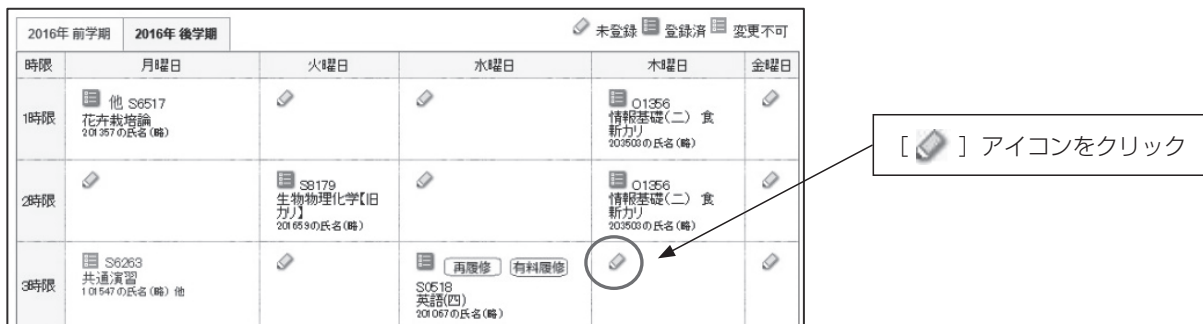 2016年 前学期 2016年 後学期 未登録 登録済 変更不可
時限 月曜日 火曜日 水曜日 木曜日 金曜日
1時限
他 S6517
花卉栽培論
201357の氏名(略)
O1356
情報基礎(二) 食
新カリ
203503の氏名(略)
2時限
S8179
生物物理化学【旧
カリ】
201659の氏名(略)
O1356
情報基礎(二) 食
新カリ
203503の氏名(略)
3時限
S6263
共通演習
101547の氏名(略) 他
再履修 有料履修
S0518
英語(四)
201067の氏名(略)
[ ] アイコンをクリック